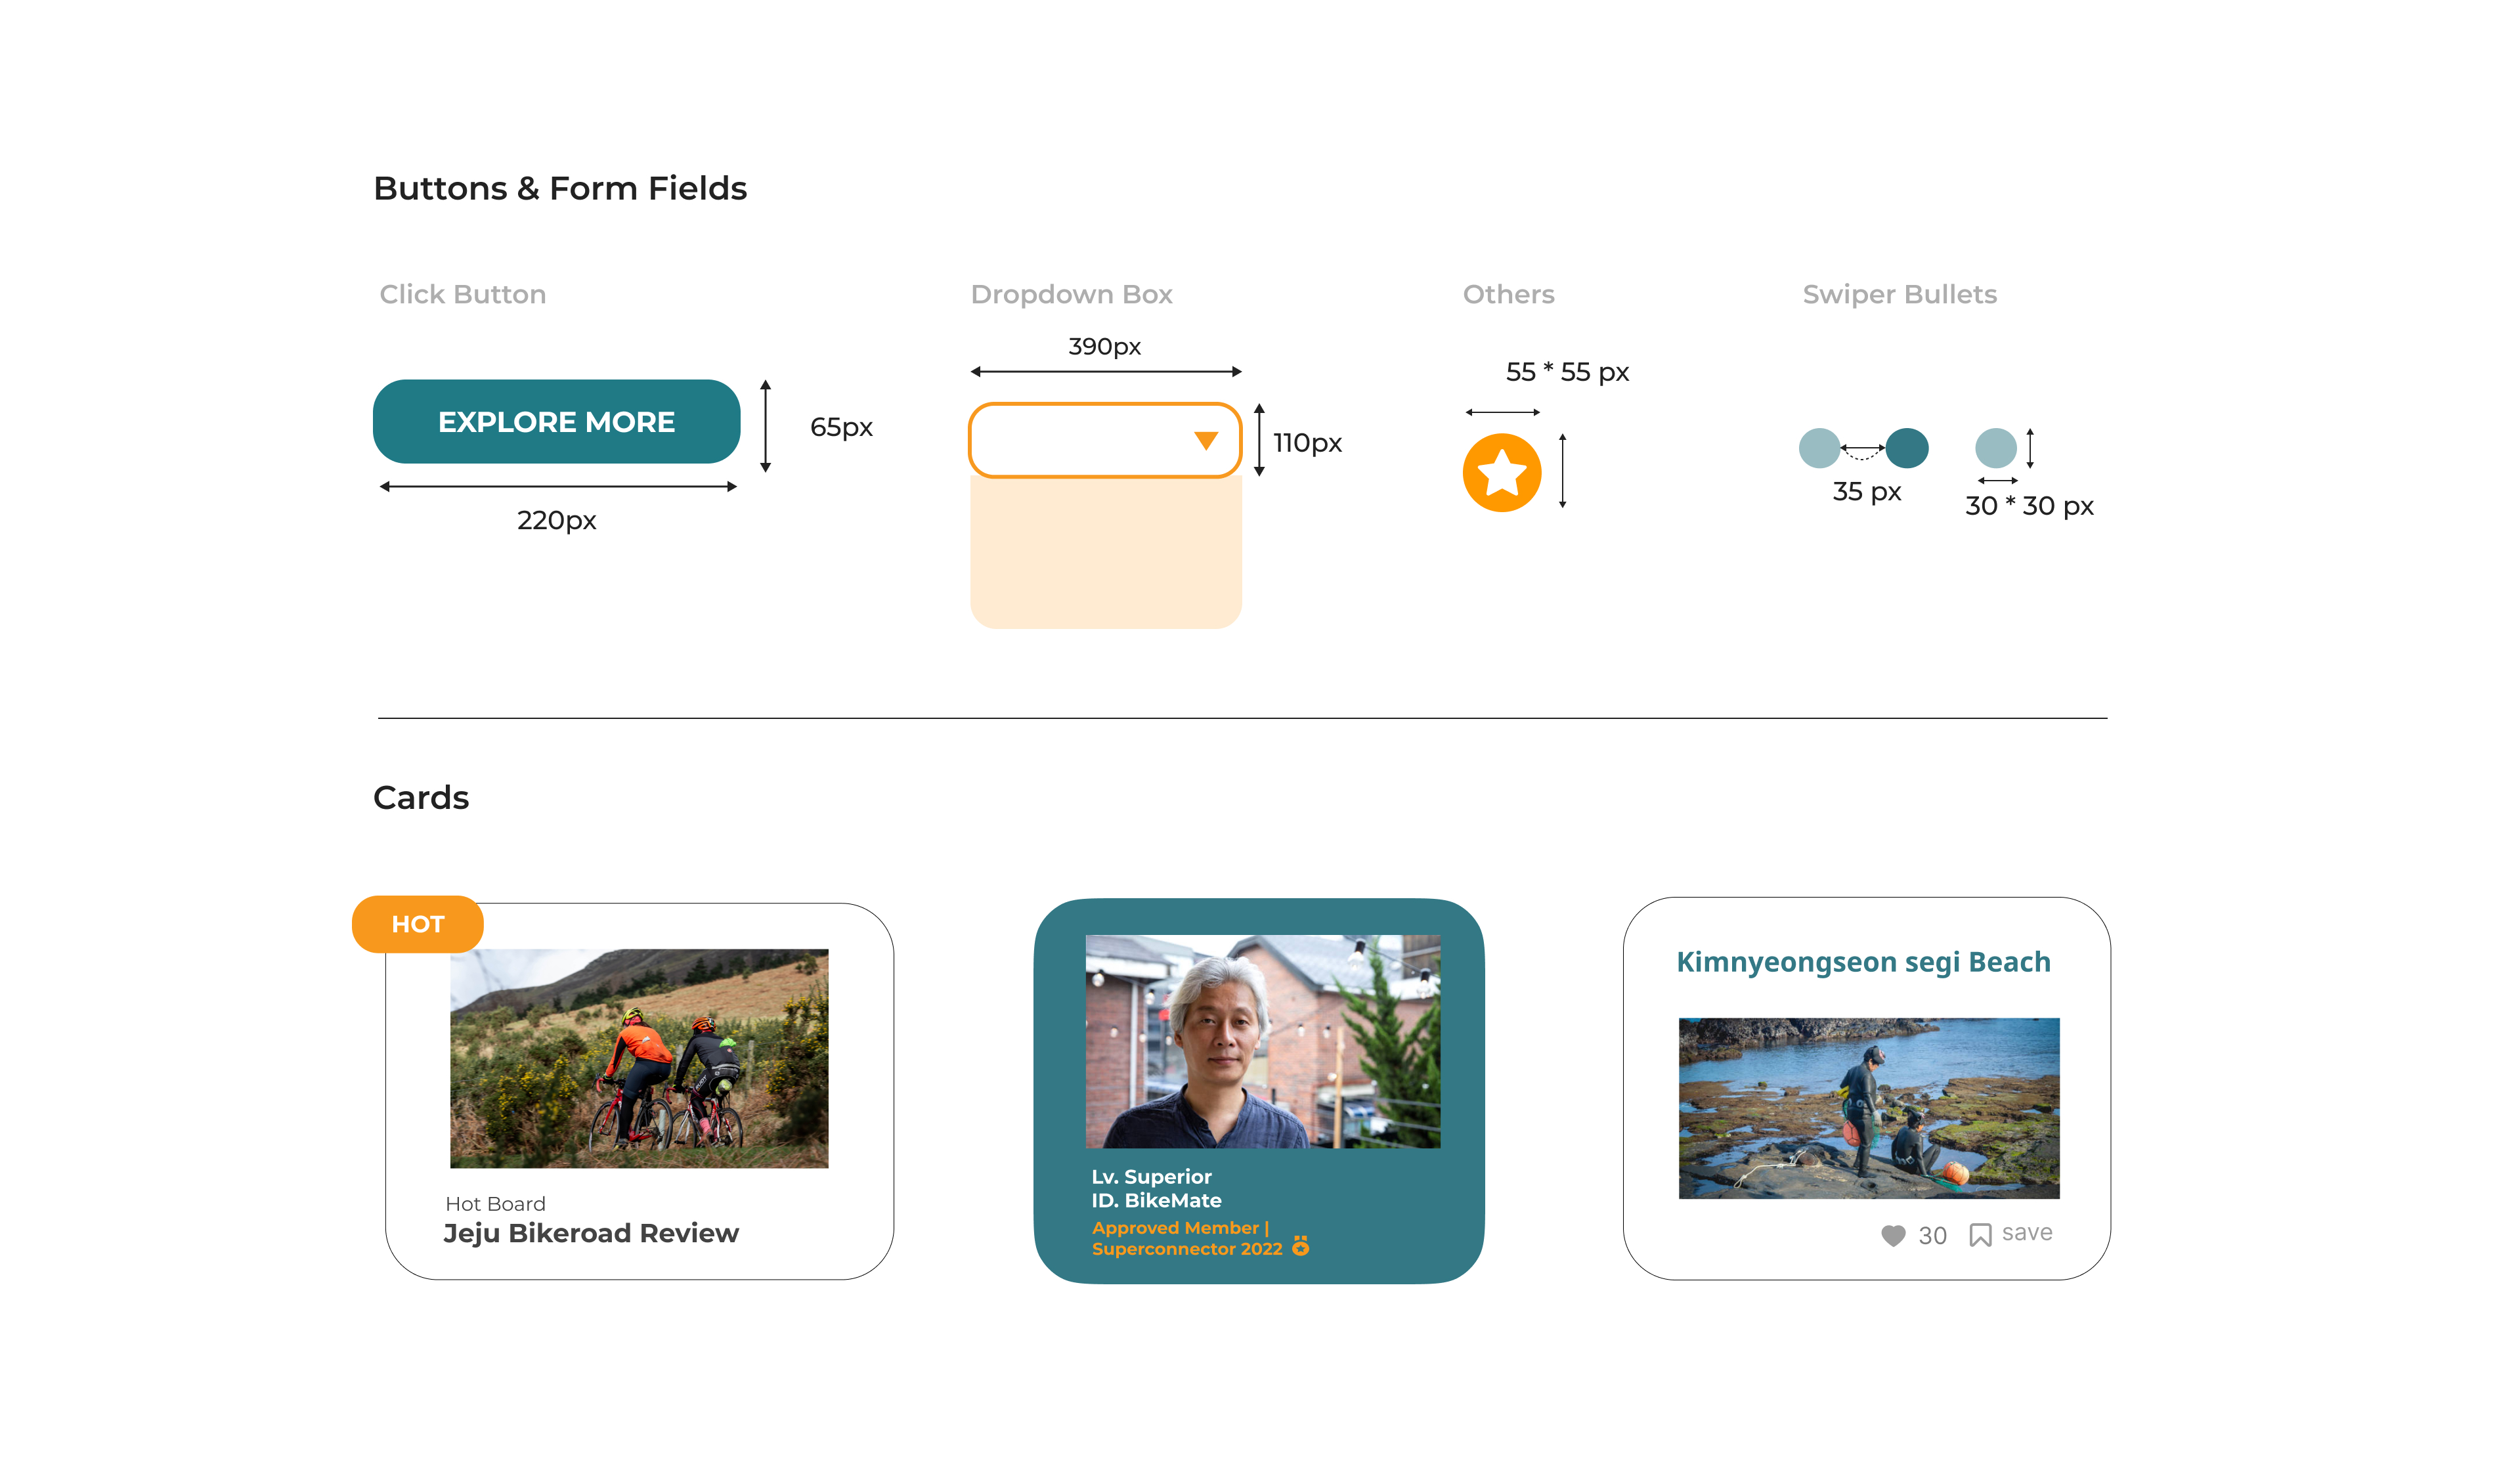 Buttons & Form Fields
Click Button
Dropdown Box
Others
Swiper Bullets
390px
55 * 55 px
EXPLORE MORE
65px
110px
35 px
30 * 30 px
220px
Cards
HOT
Hot Board
Jeju Bikeroad Review
Lv. Superior
ID. BikeMate
Approved Member |
Superconnector 2022
Kimnyeongseon segi Beach
30
save